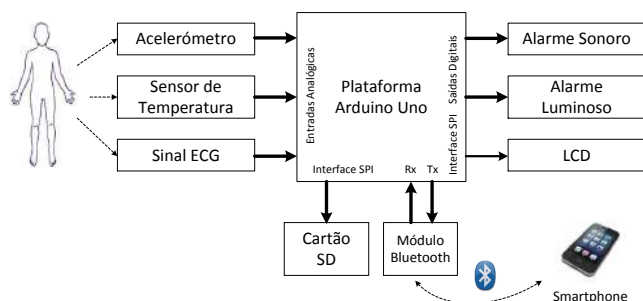 Acelerómetro
Sensor de
Temperatura
Sinal ECG
Entradas Analógicas
Plataforma
Arduino Uno
Saídas Digitais
Interface SPI
Interface SPI
Rx
Tx
Alarme Sonoro
Alarme
Luminoso
LCD
Cartão
SD
Módulo
Bluetooth
Smartphone